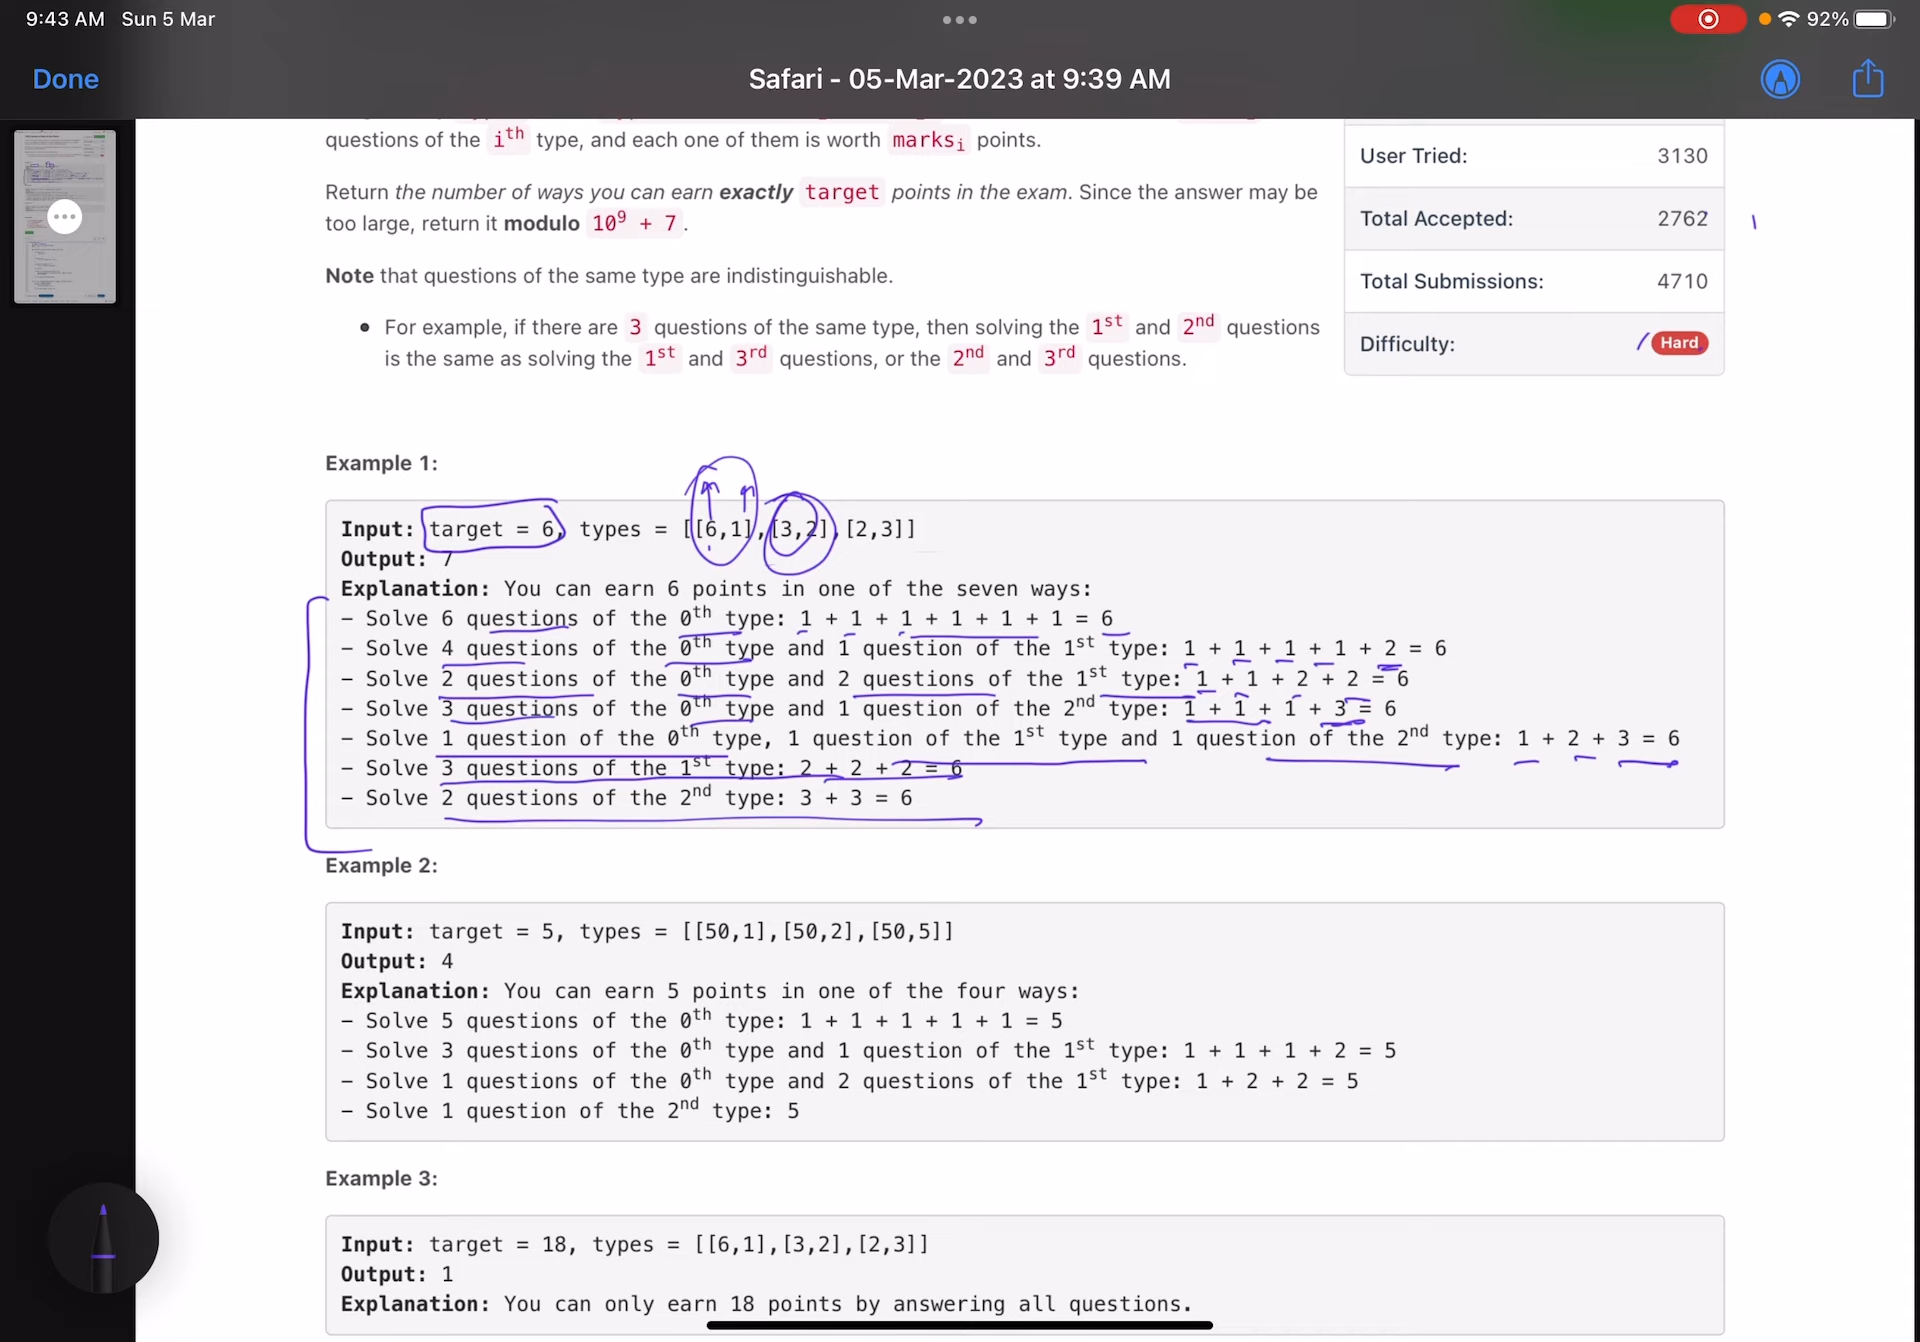 9:43 AM Sun 5 Mar
92%
Done
Safari - 05-Mar-2023 at 9:39 AM
questions of the iᵗʰ type, and each one of them is worth marksᵢ points.
Return the number of ways you can earn exactly target points in the exam. Since the answer may be
too large, return it modulo 10⁹ + 7.
Note that questions of the same type are indistinguishable.
• For example, if there are 3 questions of the same type, then solving the 1ˢᵗ and 2ⁿᵈ questions
is the same as solving the 1ˢᵗ and 3ʳᵈ questions, or the 2ⁿᵈ and 3ʳᵈ questions.
User Tried: 3130
Total Accepted: 2762
Total Submissions: 4710
Difficulty: Hard
Example 1:
Input: target = 6, types = [[6,1],[3,2],[2,3]]
Output: 7
Explanation: You can earn 6 points in one of the seven ways:
- Solve 6 questions of the 0ᵗʰ type: 1 + 1 + 1 + 1 + 1 + 1 = 6
- Solve 4 questions of the 0ᵗʰ type and 1 question of the 1ˢᵗ type: 1 + 1 + 1 + 1 + 2 = 6
- Solve 2 questions of the 0ᵗʰ type and 2 questions of the 1ˢᵗ type: 1 + 1 + 2 + 2 = 6
- Solve 3 questions of the 0ᵗʰ type and 1 question of the 2ⁿᵈ type: 1 + 1 + 1 + 3 = 6
- Solve 1 question of the 0ᵗʰ type, 1 question of the 1ˢᵗ type and 1 question of the 2ⁿᵈ type: 1 + 2 + 3 = 6
- Solve 3 questions of the 1ˢᵗ type: 2 + 2 + 2 = 6
- Solve 2 questions of the 2ⁿᵈ type: 3 + 3 = 6
Example 2:
Input: target = 5, types = [[50,1],[50,2],[50,5]]
Output: 4
Explanation: You can earn 5 points in one of the four ways:
- Solve 5 questions of the 0ᵗʰ type: 1 + 1 + 1 + 1 + 1 = 5
- Solve 3 questions of the 0ᵗʰ type and 1 question of the 1ˢᵗ type: 1 + 1 + 1 + 2 = 5
- Solve 1 questions of the 0ᵗʰ type and 2 questions of the 1ˢᵗ type: 1 + 2 + 2 = 5
- Solve 1 question of the 2ⁿᵈ type: 5
Example 3:
Input: target = 18, types = [[6,1],[3,2],[2,3]]
Output: 1
Explanation: You can only earn 18 points by answering all questions.